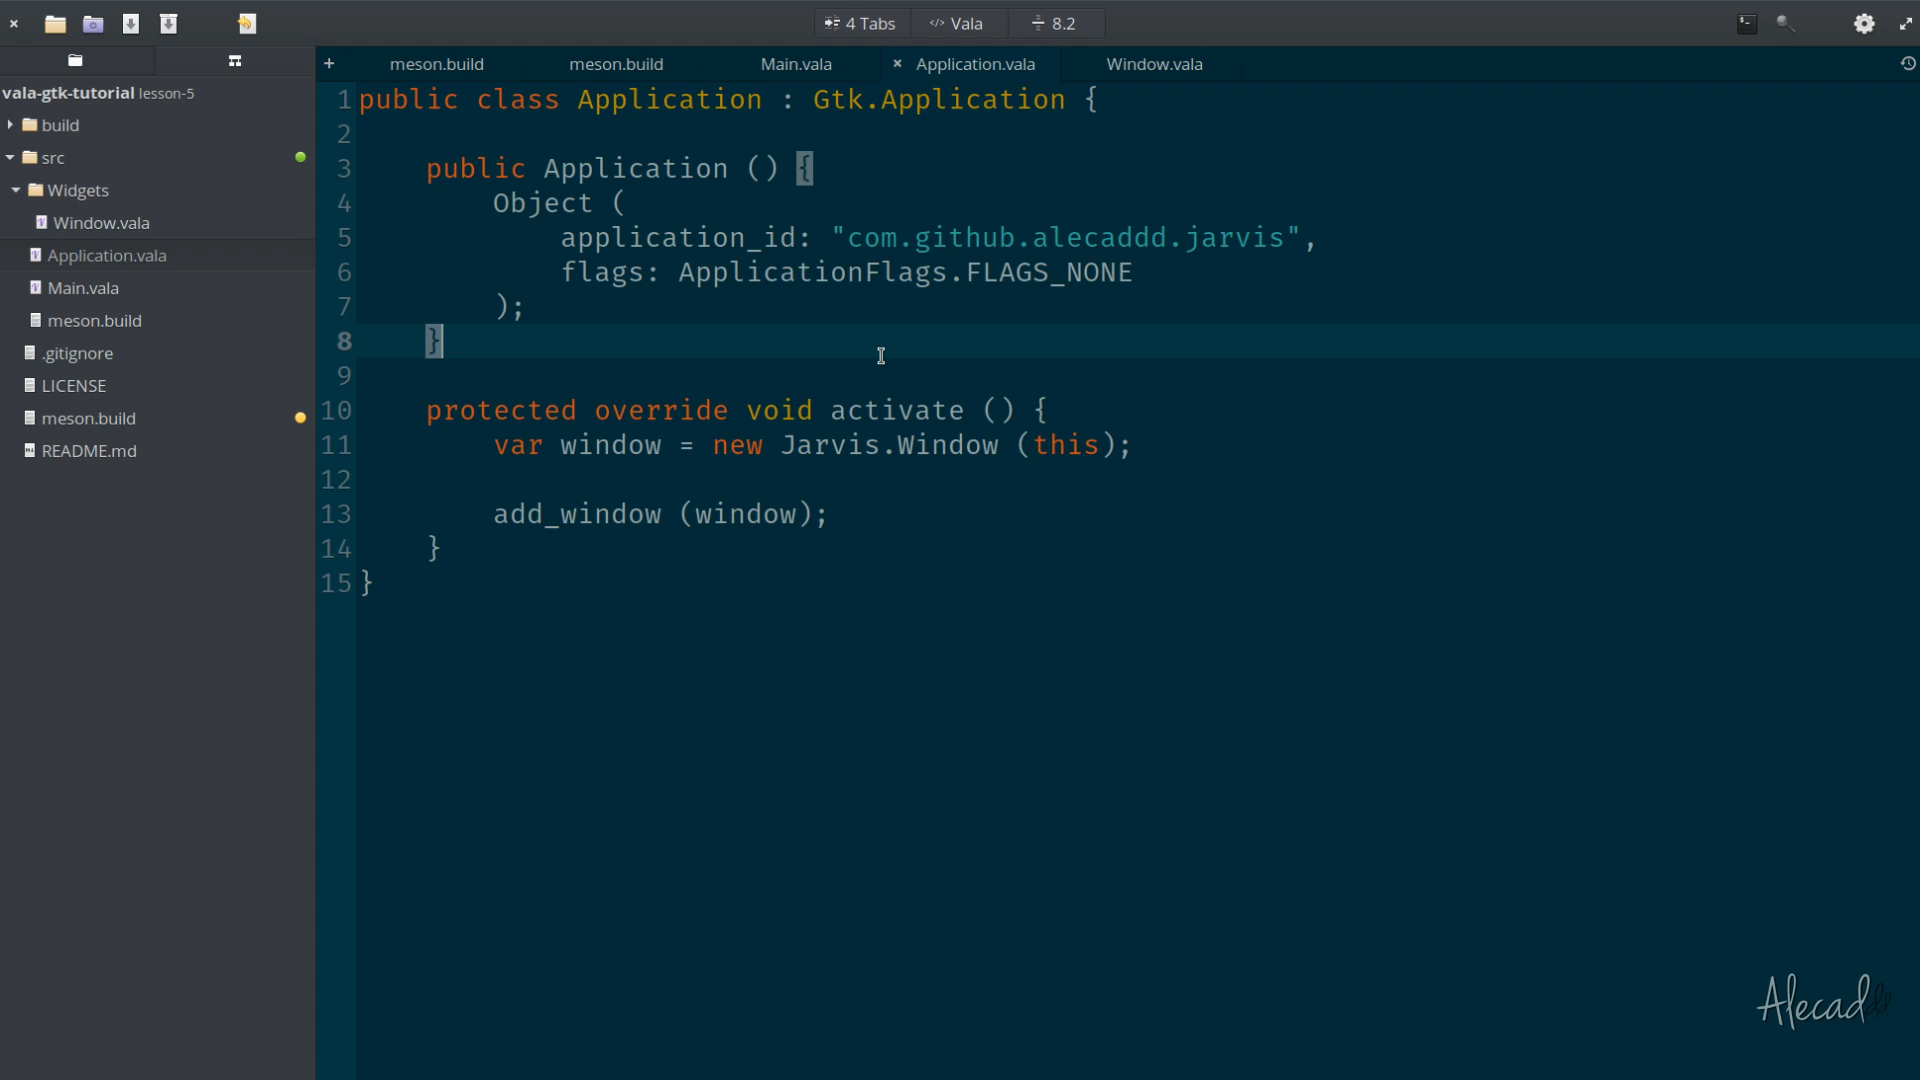 4 Tabs
</> Vala
8.2
meson.build
meson.build
Main.vala
Application.vala
Window.vala
vala-gtk-tutorial lesson-5
build
src
Widgets
Window.vala
Application.vala
Main.vala
meson.build
.gitignore
LICENSE
meson.build
README.md
1 public class Application : Gtk.Application {
2
3     public Application () {
4         Object (
5             application_id: "com.github.alecaddd.jarvis",
6             flags: ApplicationFlags.FLAGS_NONE
7         );
8     }
9
10     protected override void activate () {
11         var window = new Jarvis.Window (this);
12
13         add_window (window);
14     }
15 }
Alecaddd